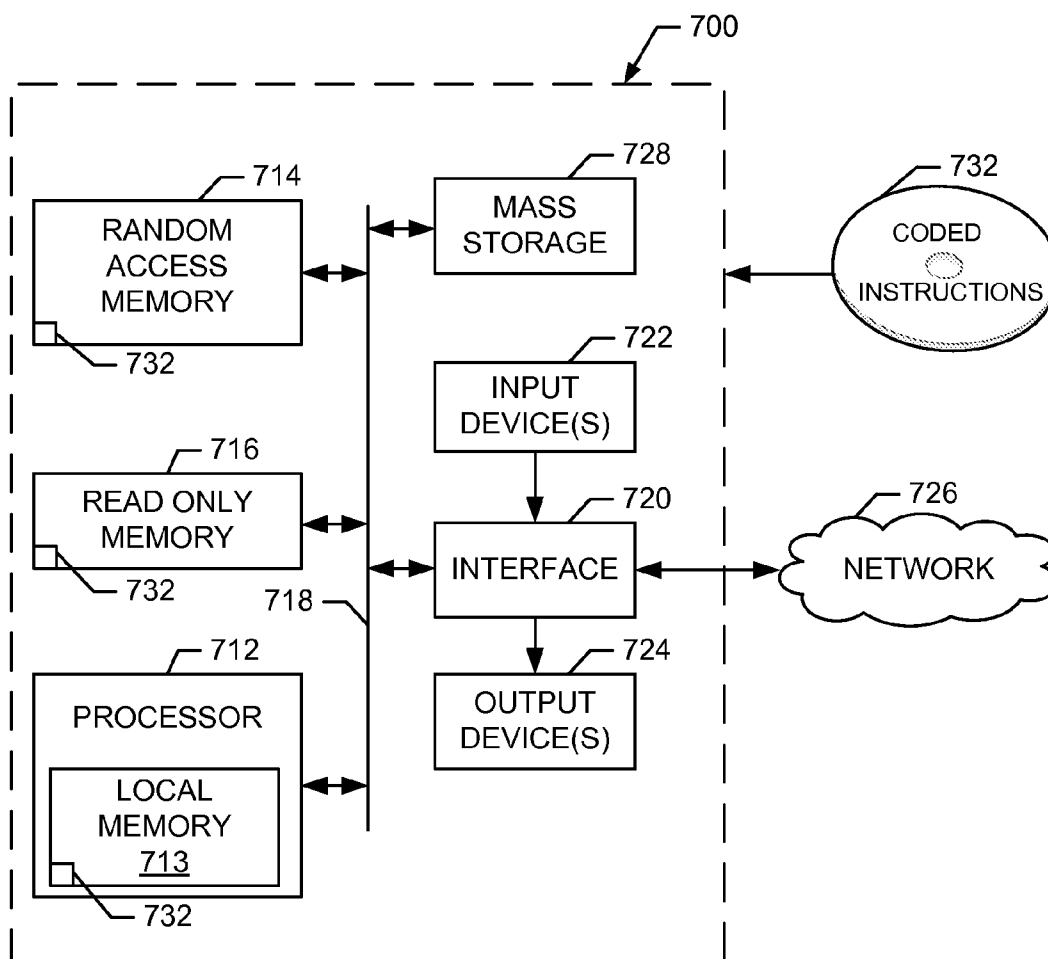 700
714
RANDOM
ACCESS
MEMORY
732
728
MASS
STORAGE
732
CODED
INSTRUCTIONS
722
INPUT
DEVICE(S)
716
READ ONLY
MEMORY
732
720
INTERFACE
726
NETWORK
718
712
PROCESSOR
LOCAL
MEMORY
713
732
724
OUTPUT
DEVICE(S)